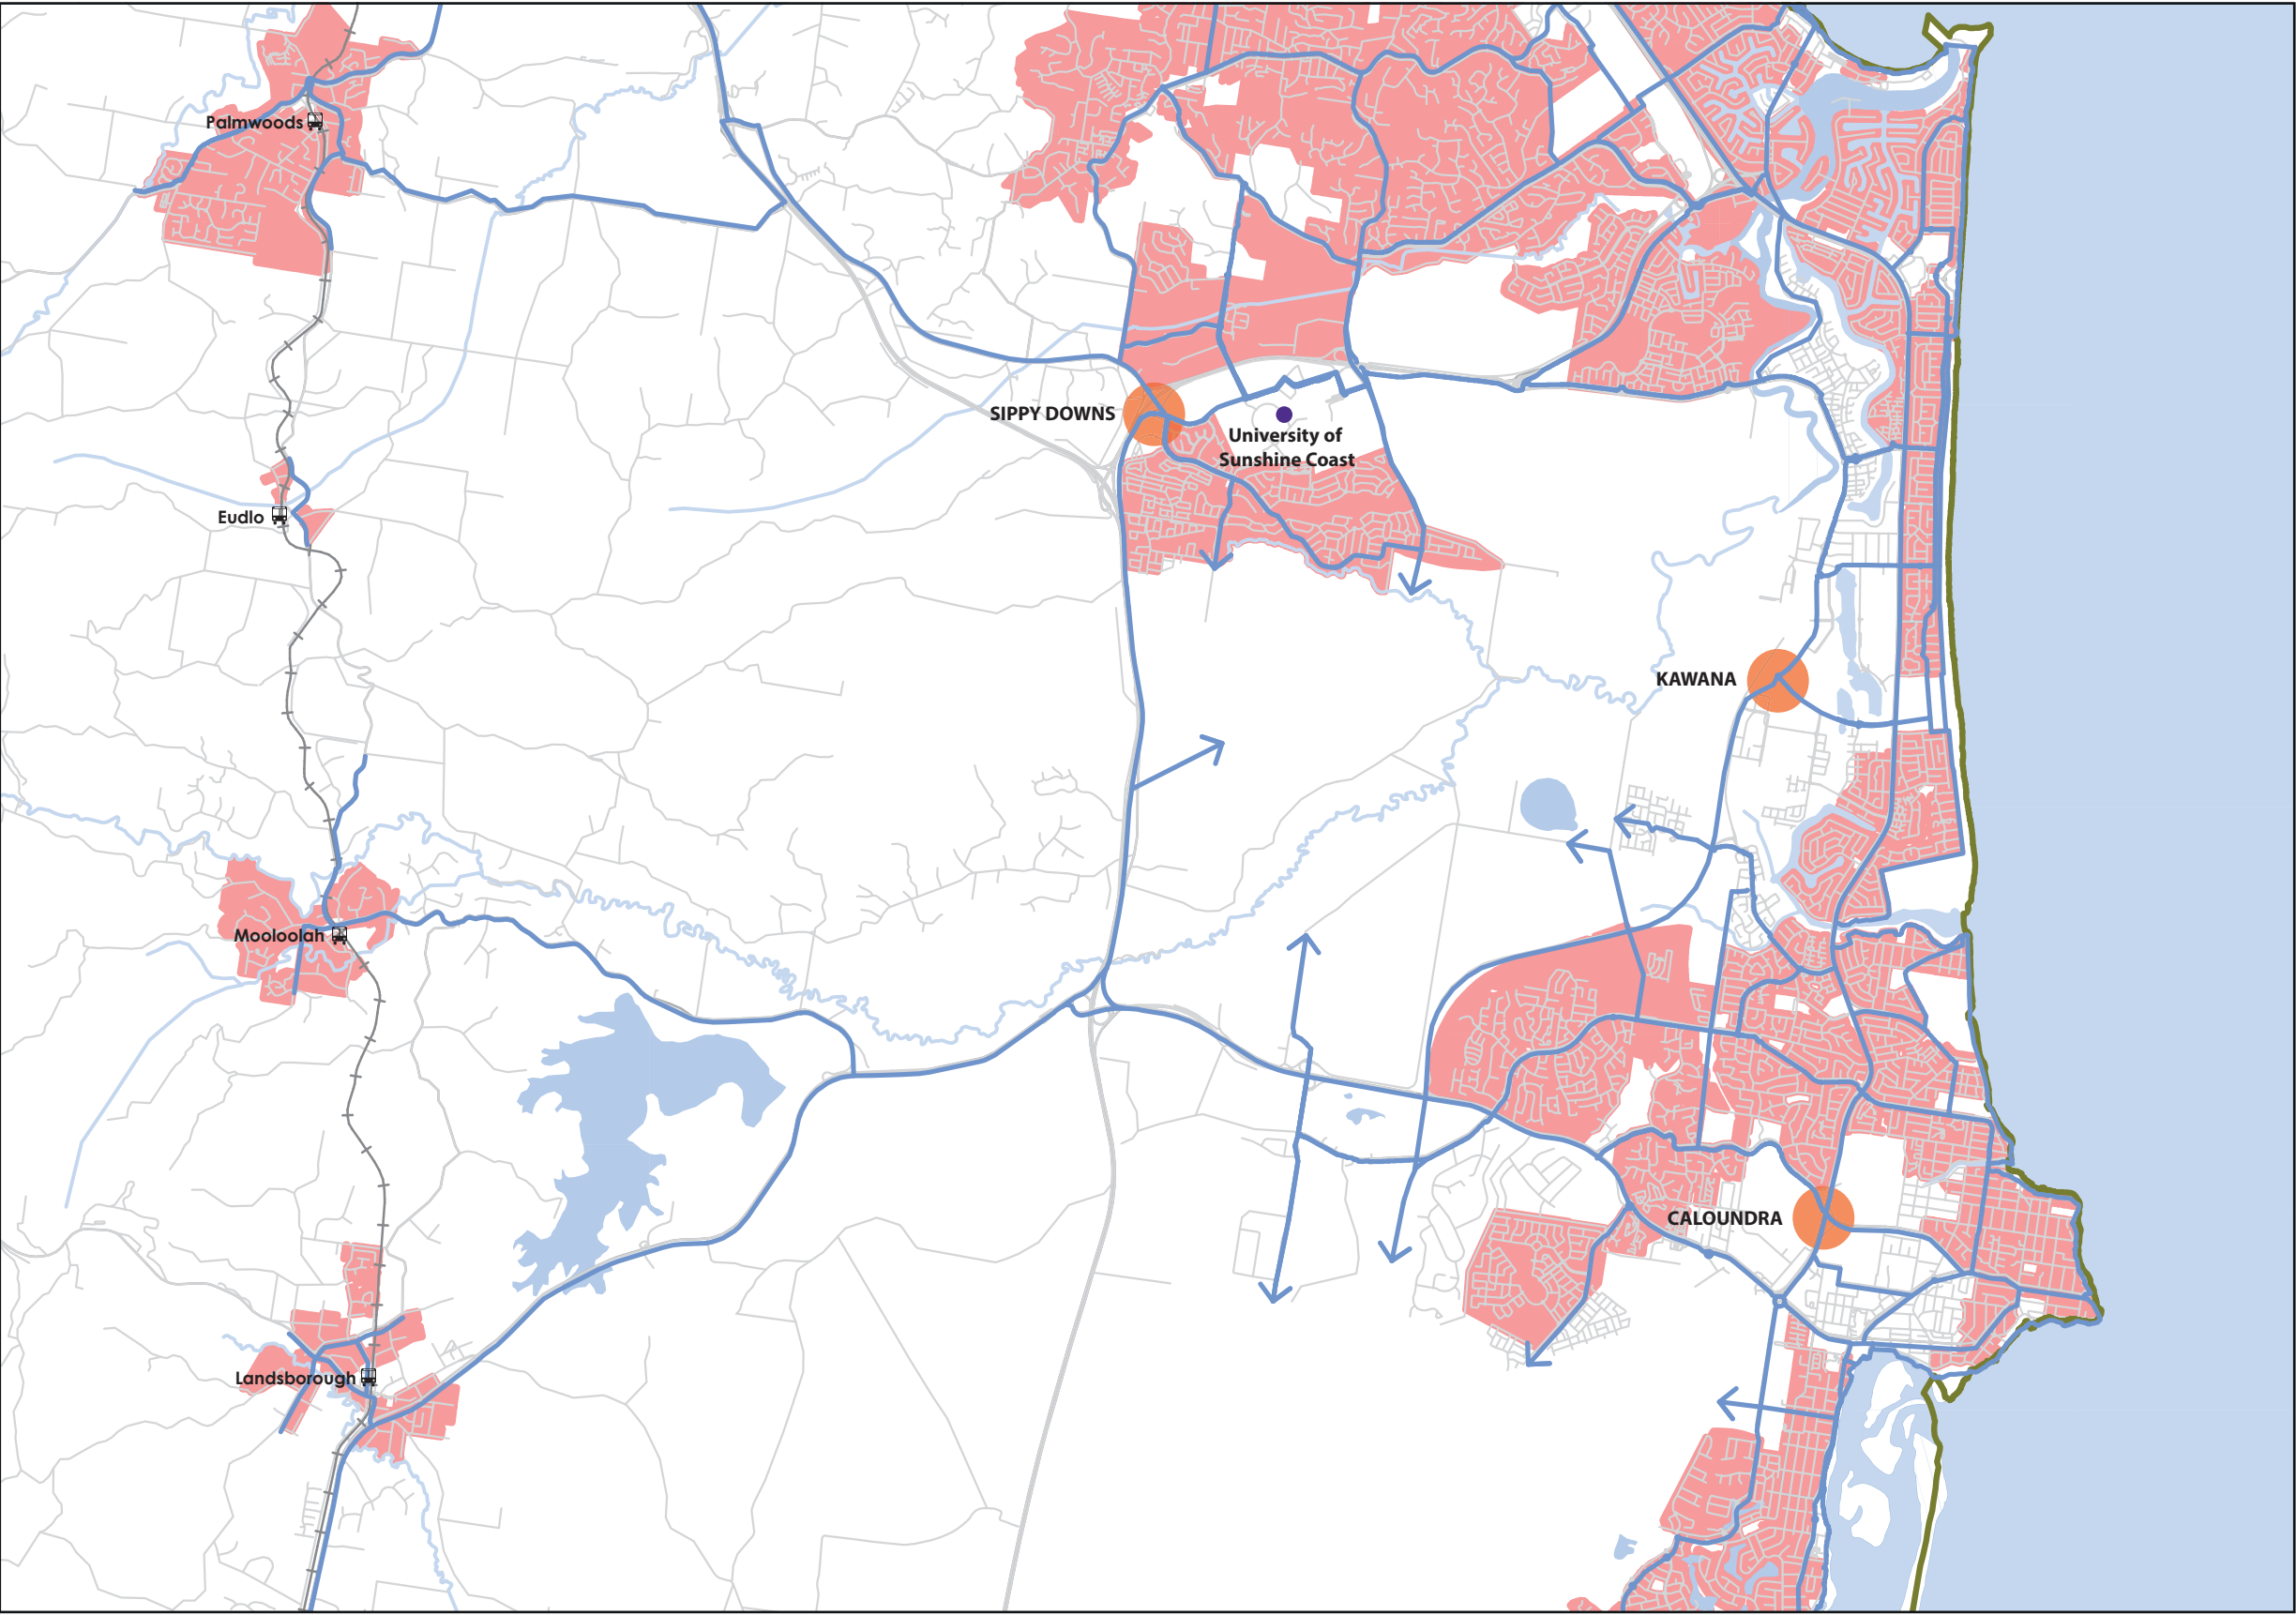 Palmwoods
SIPPY DOWNS
University of
Sunshine Coast
Eudlo
KAWANA
Mooloolah
CALOUNDRA
Landsborough